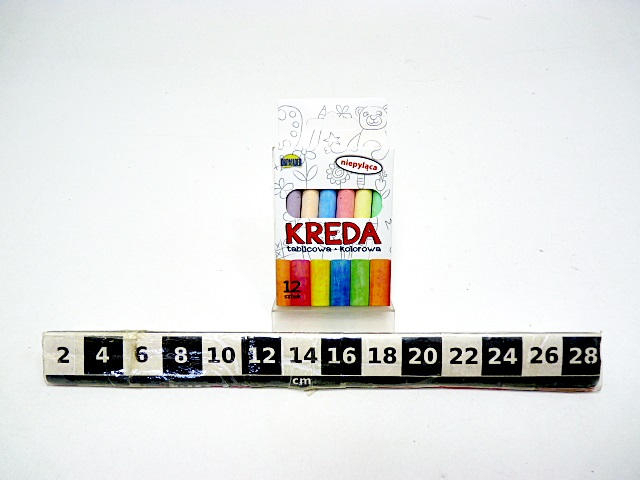 niepyląca
KREDA
tablicowa • kolorowa
12
sztuk
2 4 6 8 10 12 14 16 18 20 22 24 26 28
cm